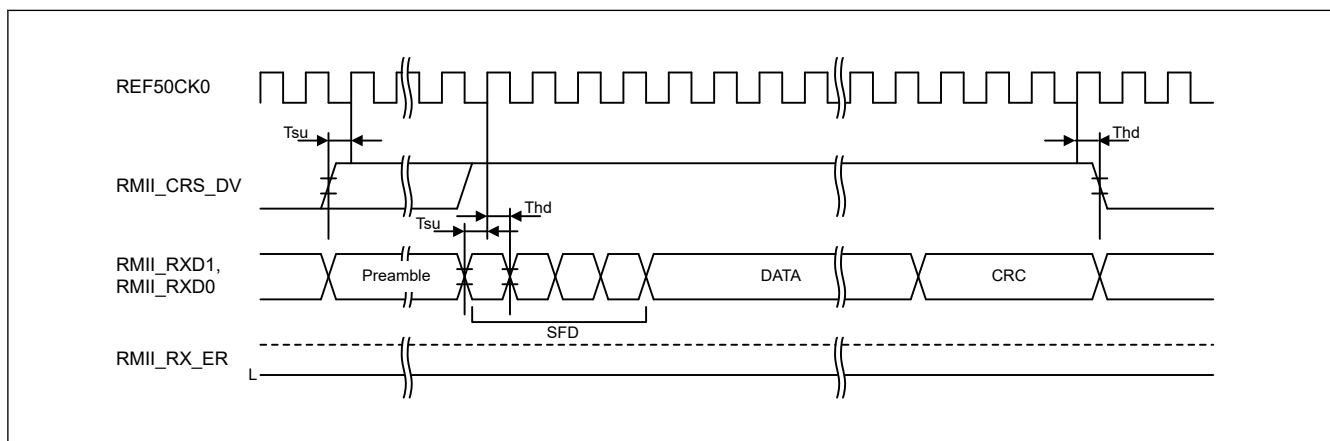 REF50CK0
Tsu
Thd
RMII_CRS_DV
Thd
Tsu
RMII_RXD1,
RMII_RXD0
Preamble
DATA
CRC
SFD
RMII_RX_ER
L